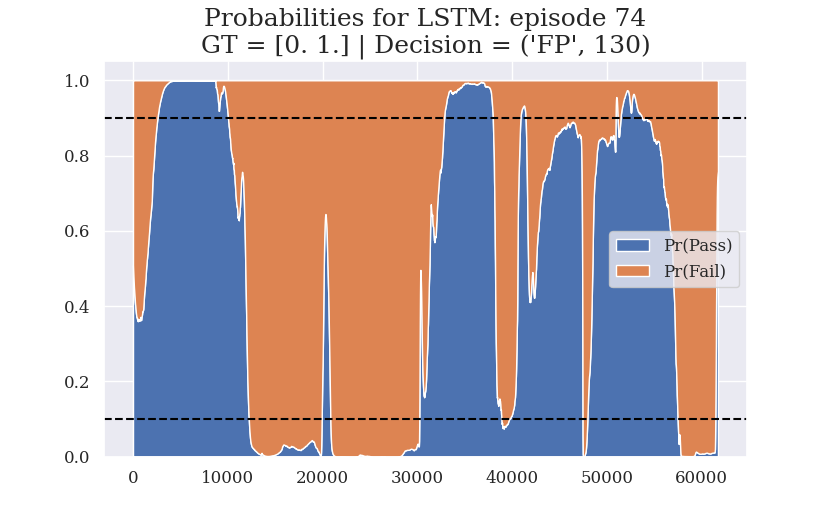 Probabilities for LSTM: episode 74
GT = [0. 1.] | Decision = ('FP', 130)
1.0
0.8
0.6
0.4
0.2
0.0
Pr(Pass)
Pr(Fail)
0 10000 20000 30000 40000 50000 60000